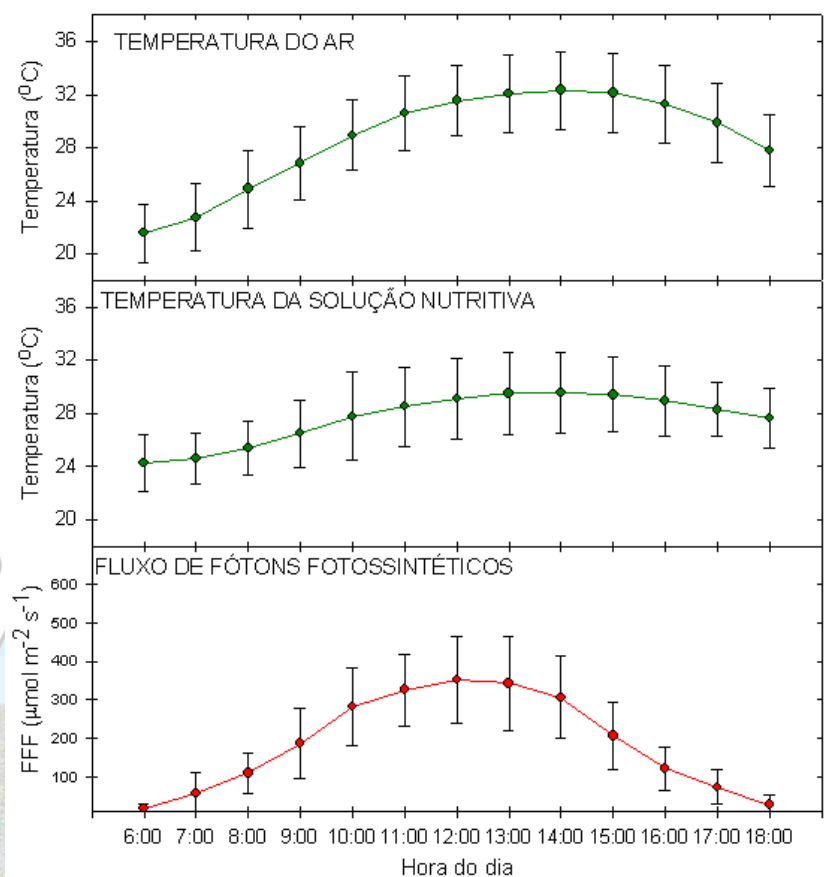 TEMPERATURA DO AR
Temperatura (ºC)
36
32
28
24
20
TEMPERATURA DA SOLUÇÃO NUTRITIVA
Temperatura (ºC)
36
32
28
24
20
FLUXO DE FÓTONS FOTOSSINTÉTICOS
FFF (μmol m⁻² s⁻¹)
600
500
400
300
200
100
6:00 7:00 8:00 9:00 10:00 11:00 12:00 13:00 14:00 15:00 16:00 17:00 18:00
Hora do dia